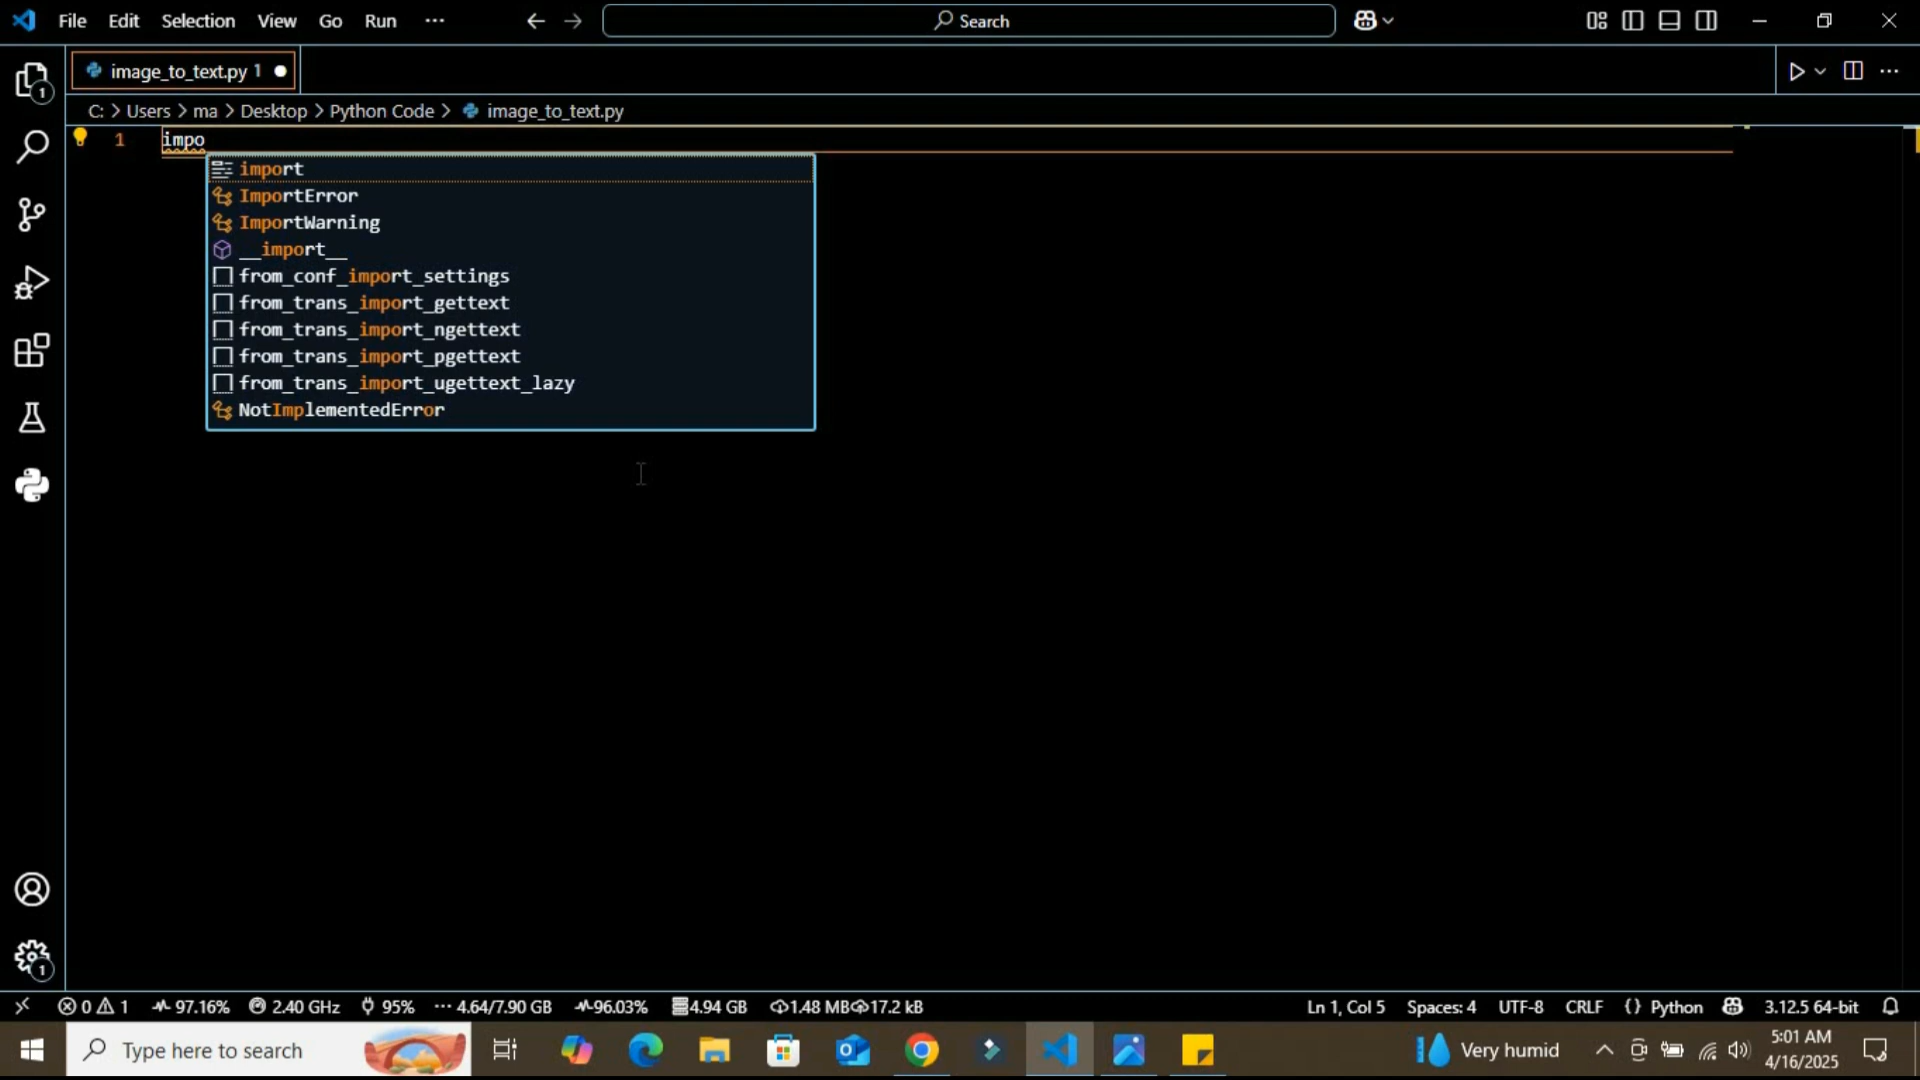 File Edit Selection View Go Run ··· Search
image_to_text.py 1
C: > Users > ma > Desktop > Python Code > image_to_text.py
1 impo
import
ImportError
ImportWarning
__import__
from_conf_import_settings
from_trans_import_gettext
from_trans_import_ngettext
from_trans_import_pgettext
from_trans_import_ugettext_lazy
NotImplementedError
1
1
0 1 97.16% 2.40 GHz 95% ··· 4.64/7.90 GB 96.03% 4.94 GB 1.48 MB 17.2 kB Ln 1, Col 5 Spaces: 4 UTF-8 CRLF {} Python 3.12.5 64-bit
Type here to search Very humid 5:01 AM
4/16/2025